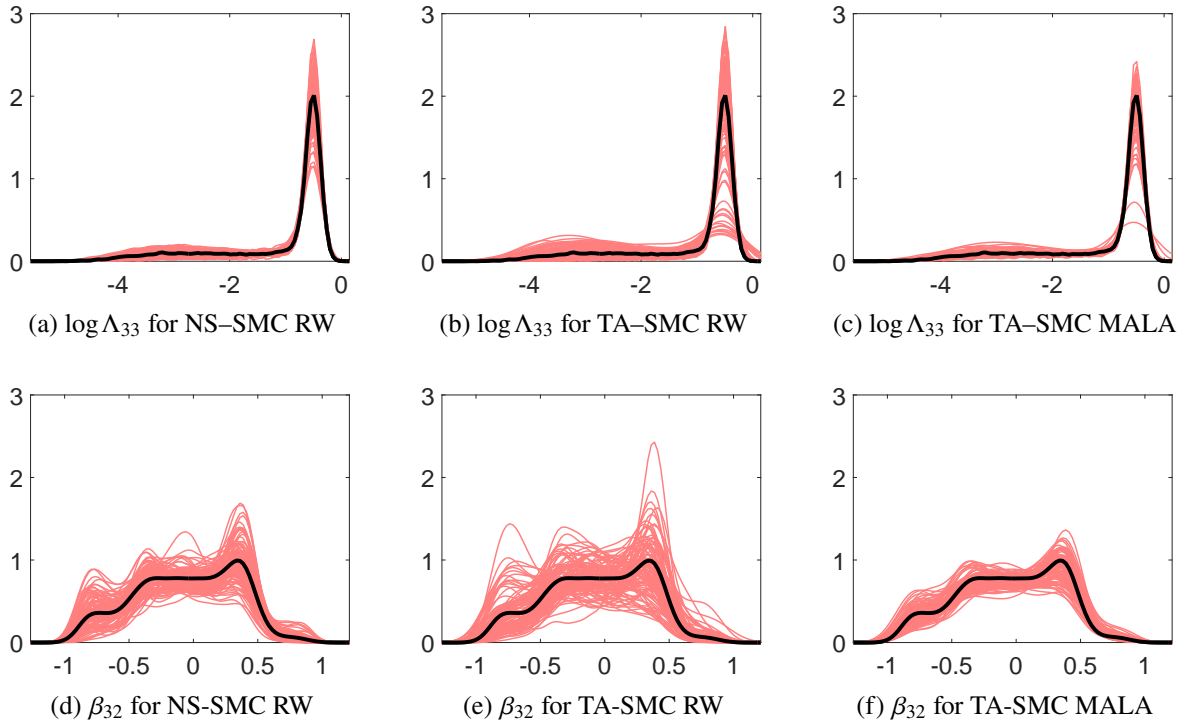 3
2
1
0
-4 -2 0
(a) log Λ33 for NS–SMC RW
3
2
1
0
-4 -2 0
(b) log Λ33 for TA–SMC RW
3
2
1
0
-4 -2 0
(c) log Λ33 for TA–SMC MALA
3
2
1
0
-1 -0.5 0 0.5 1
(d) β32 for NS-SMC RW
3
2
1
0
-1 -0.5 0 0.5 1
(e) β32 for TA-SMC RW
3
2
1
0
-1 -0.5 0 0.5 1
(f) β32 for TA-SMC MALA